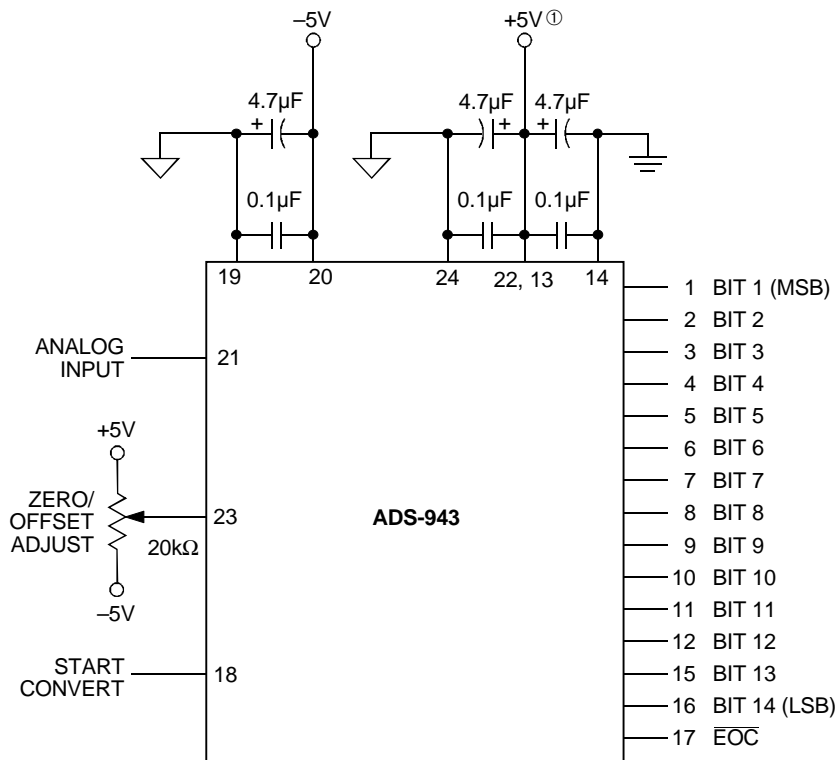 –5V
+5V ①
4.7µF
+
4.7µF
+
4.7µF
+
0.1µF
0.1µF
0.1µF
19
20
24
22, 13
14
ANALOG
INPUT
21
+5V
ZERO/
OFFSET
ADJUST
20kΩ
–5V
23
START
CONVERT
18
ADS-943
1 BIT 1 (MSB)
2 BIT 2
3 BIT 3
4 BIT 4
5 BIT 5
6 BIT 6
7 BIT 7
8 BIT 8
9 BIT 9
10 BIT 10
11 BIT 11
12 BIT 12
15 BIT 13
16 BIT 14 (LSB)
17 E̅O̅C̅